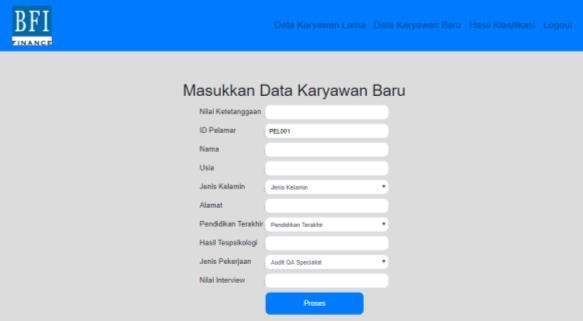 BFI
FINANCE
Data Karyawan Lama Data Karyawan Baru Hasil Klasifikasi Logout
Masukkan Data Karyawan Baru
Nilai Ketetanggaan
ID Pelamar PEL001
Nama
Usia
Jenis Kelamin Jenis Kelamin
Alamat
Pendidikan Terakhir Pendidikan Terakhir
Hasil Tespsikologi
Jenis Pekerjaan Audit QA Specialist
Nilai Interview
Proses